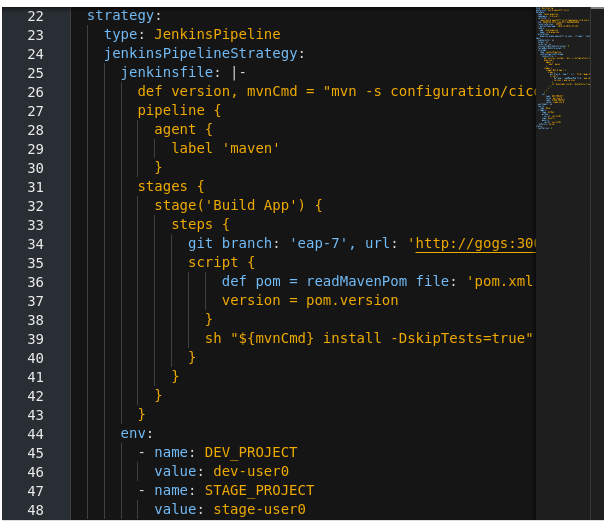 22 strategy:
23 type: JenkinsPipeline
24 jenkinsPipelineStrategy:
25 jenkinsfile: |-
26 def version, mvnCmd = "mvn -s configuration/cicd
27 pipeline {
28 agent {
29 label 'maven'
30 }
31 stages {
32 stage('Build App') {
33 steps {
34 git branch: 'eap-7', url: 'http://gogs:300
35 script {
36 def pom = readMavenPom file: 'pom.xml
37 version = pom.version
38 }
39 sh "${mvnCmd} install -DskipTests=true"
40 }
41 }
42 }
43 }
44 env:
45 - name: DEV_PROJECT
46 value: dev-user0
47 - name: STAGE_PROJECT
48 value: stage-user0